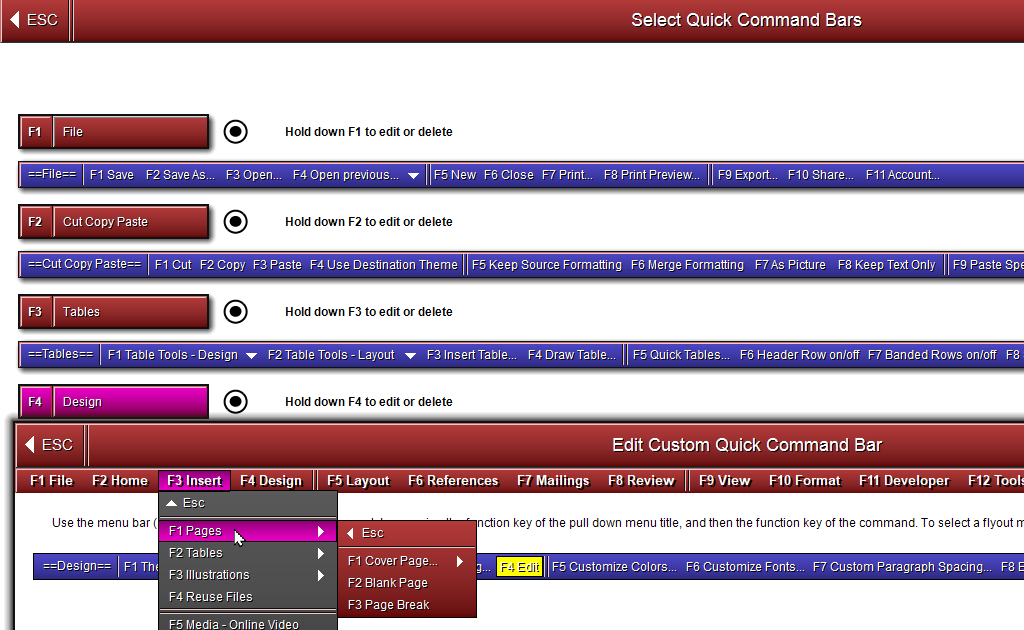 ESC Select Quick Command Bars
F1 File Hold down F1 to edit or delete
==File== F1 Save F2 Save As... F3 Open... F4 Open previous... F5 New F6 Close F7 Print... F8 Print Preview... F9 Export... F10 Share... F11 Account...
F2 Cut Copy Paste Hold down F2 to edit or delete
==Cut Copy Paste== F1 Cut F2 Copy F3 Paste F4 Use Destination Theme F5 Keep Source Formatting F6 Merge Formatting F7 As Picture F8 Keep Text Only F9 Paste Spe
F3 Tables Hold down F3 to edit or delete
==Tables== F1 Table Tools - Design F2 Table Tools - Layout F3 Insert Table... F4 Draw Table... F5 Quick Tables... F6 Header Row on/off F7 Banded Rows on/off F8
F4 Design Hold down F4 to edit or delete
ESC Edit Custom Quick Command Bar
F1 File F2 Home F3 Insert F4 Design F5 Layout F6 References F7 Mailings F8 Review F9 View F10 Format F11 Developer F12 Tools
Esc
Use the menu bar ( function key of the pull down menu title, and then the function key of the command. To select a flyout m
F1 Pages Esc
F2 Tables F1 Cover Page...
==Design== F1 The g... F4 Edit F5 Customize Colors... F6 Customize Fonts... F7 Custom Paragraph Spacing... F8 E
F3 Illustrations F2 Blank Page
F4 Reuse Files F3 Page Break
F5 Media - Online Video